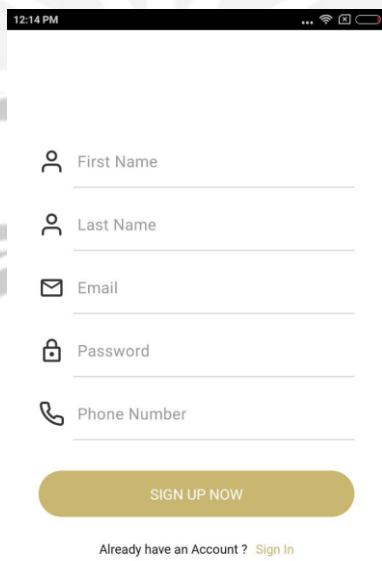 12:14 PM
First Name
Last Name
Email
Password
Phone Number
SIGN UP NOW
Already have an Account ? Sign In